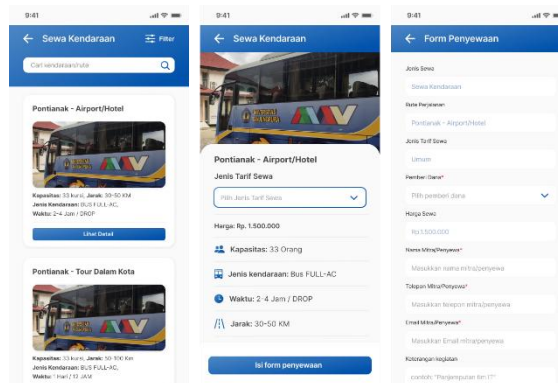 9:41
Sewa Kendaraan
Filter
Cari kendaraan/rute
Pontianak - Airport/Hotel
Kapasitas: 33 kursi, Jarak: 30-50 KM
Jenis Kendaraan: BUS FULL-AC,
Waktu: 2-4 Jam / DROP
Lihat Detail
Pontianak - Tour Dalam Kota
Kapasitas: 33 kursi, Jarak: 30-100 Km
Jenis Kendaraan: BUS FULL-AC,
Waktu: 1 Hari / 12 JAM
9:41
Sewa Kendaraan
Pontianak - Airport/Hotel
Jenis Tarif Sewa
Pilih Jenis Tarif Sewa
Harga: Rp. 1.500.000
Kapasitas: 33 Orang
Jenis kendaraan: Bus FULL-AC
Waktu: 2-4 Jam / DROP
Jarak: 30-50 KM
Isi form penyewaan
9:41
Form Penyewaan
Jenis Sewa
Sewa Kendaraan
Rute Perjalanan
Pontianak - Airport/Hotel
Jenis Tarif Sewa
Umum
Pemberi Dana*
Pilih pemberi dana
Harga Sewa
Rp 1.500.000
Nama Mitra/Penyewa*
Masukkan nama mitra/penyewa
Telepon Mitra/Penyewa*
Masukkan telepon mitra/penyewa
Email Mitra/Penyewa*
Masukkan Email mitra/penyewa
Keterangan kegiatan
contoh: "Penjemputan tim IT"